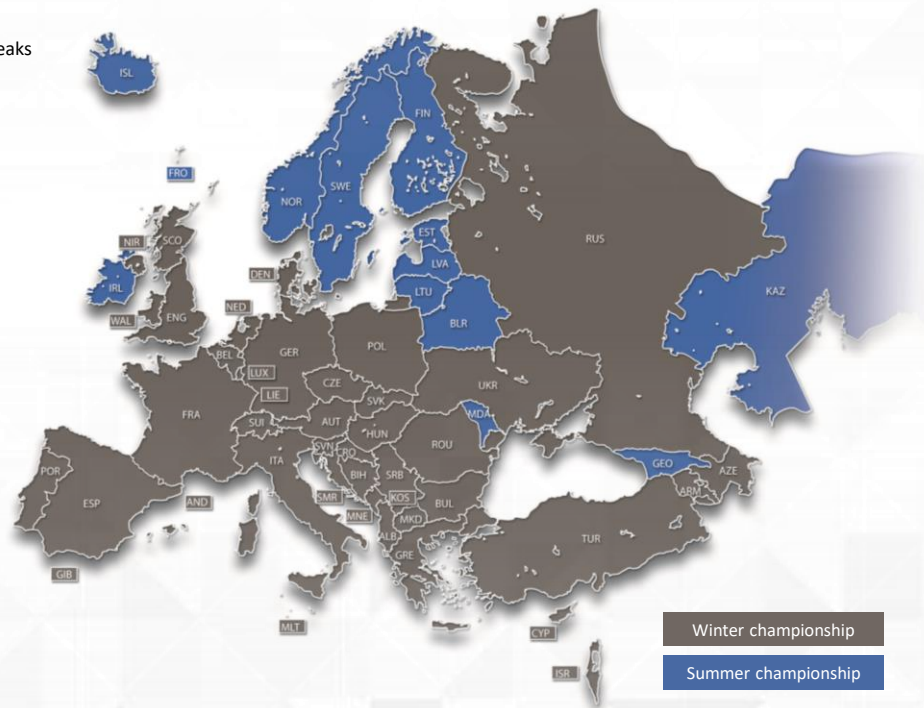 eaks
ISL
FIN
FRO
SWE
NOR
RUS
EST
NIR
SCO
LVA
DEN
IRL
LTU
KAZ
NED
WAL
ENG
BLR
BEL
GER
POL
LUX
CZE
UKR
LIE
SVK
FRA
MDA
SUI
AUT
HUN
ROU
SVN
CRO
ITA
GEO
POR
BIH
SRB
AZE
ARM
ESP
AND
SMR
KOS
BUL
MNE
MKD
ALB
TUR
GRE
GIB
MLT
CYP
Winter championship
ISR
Summer championship